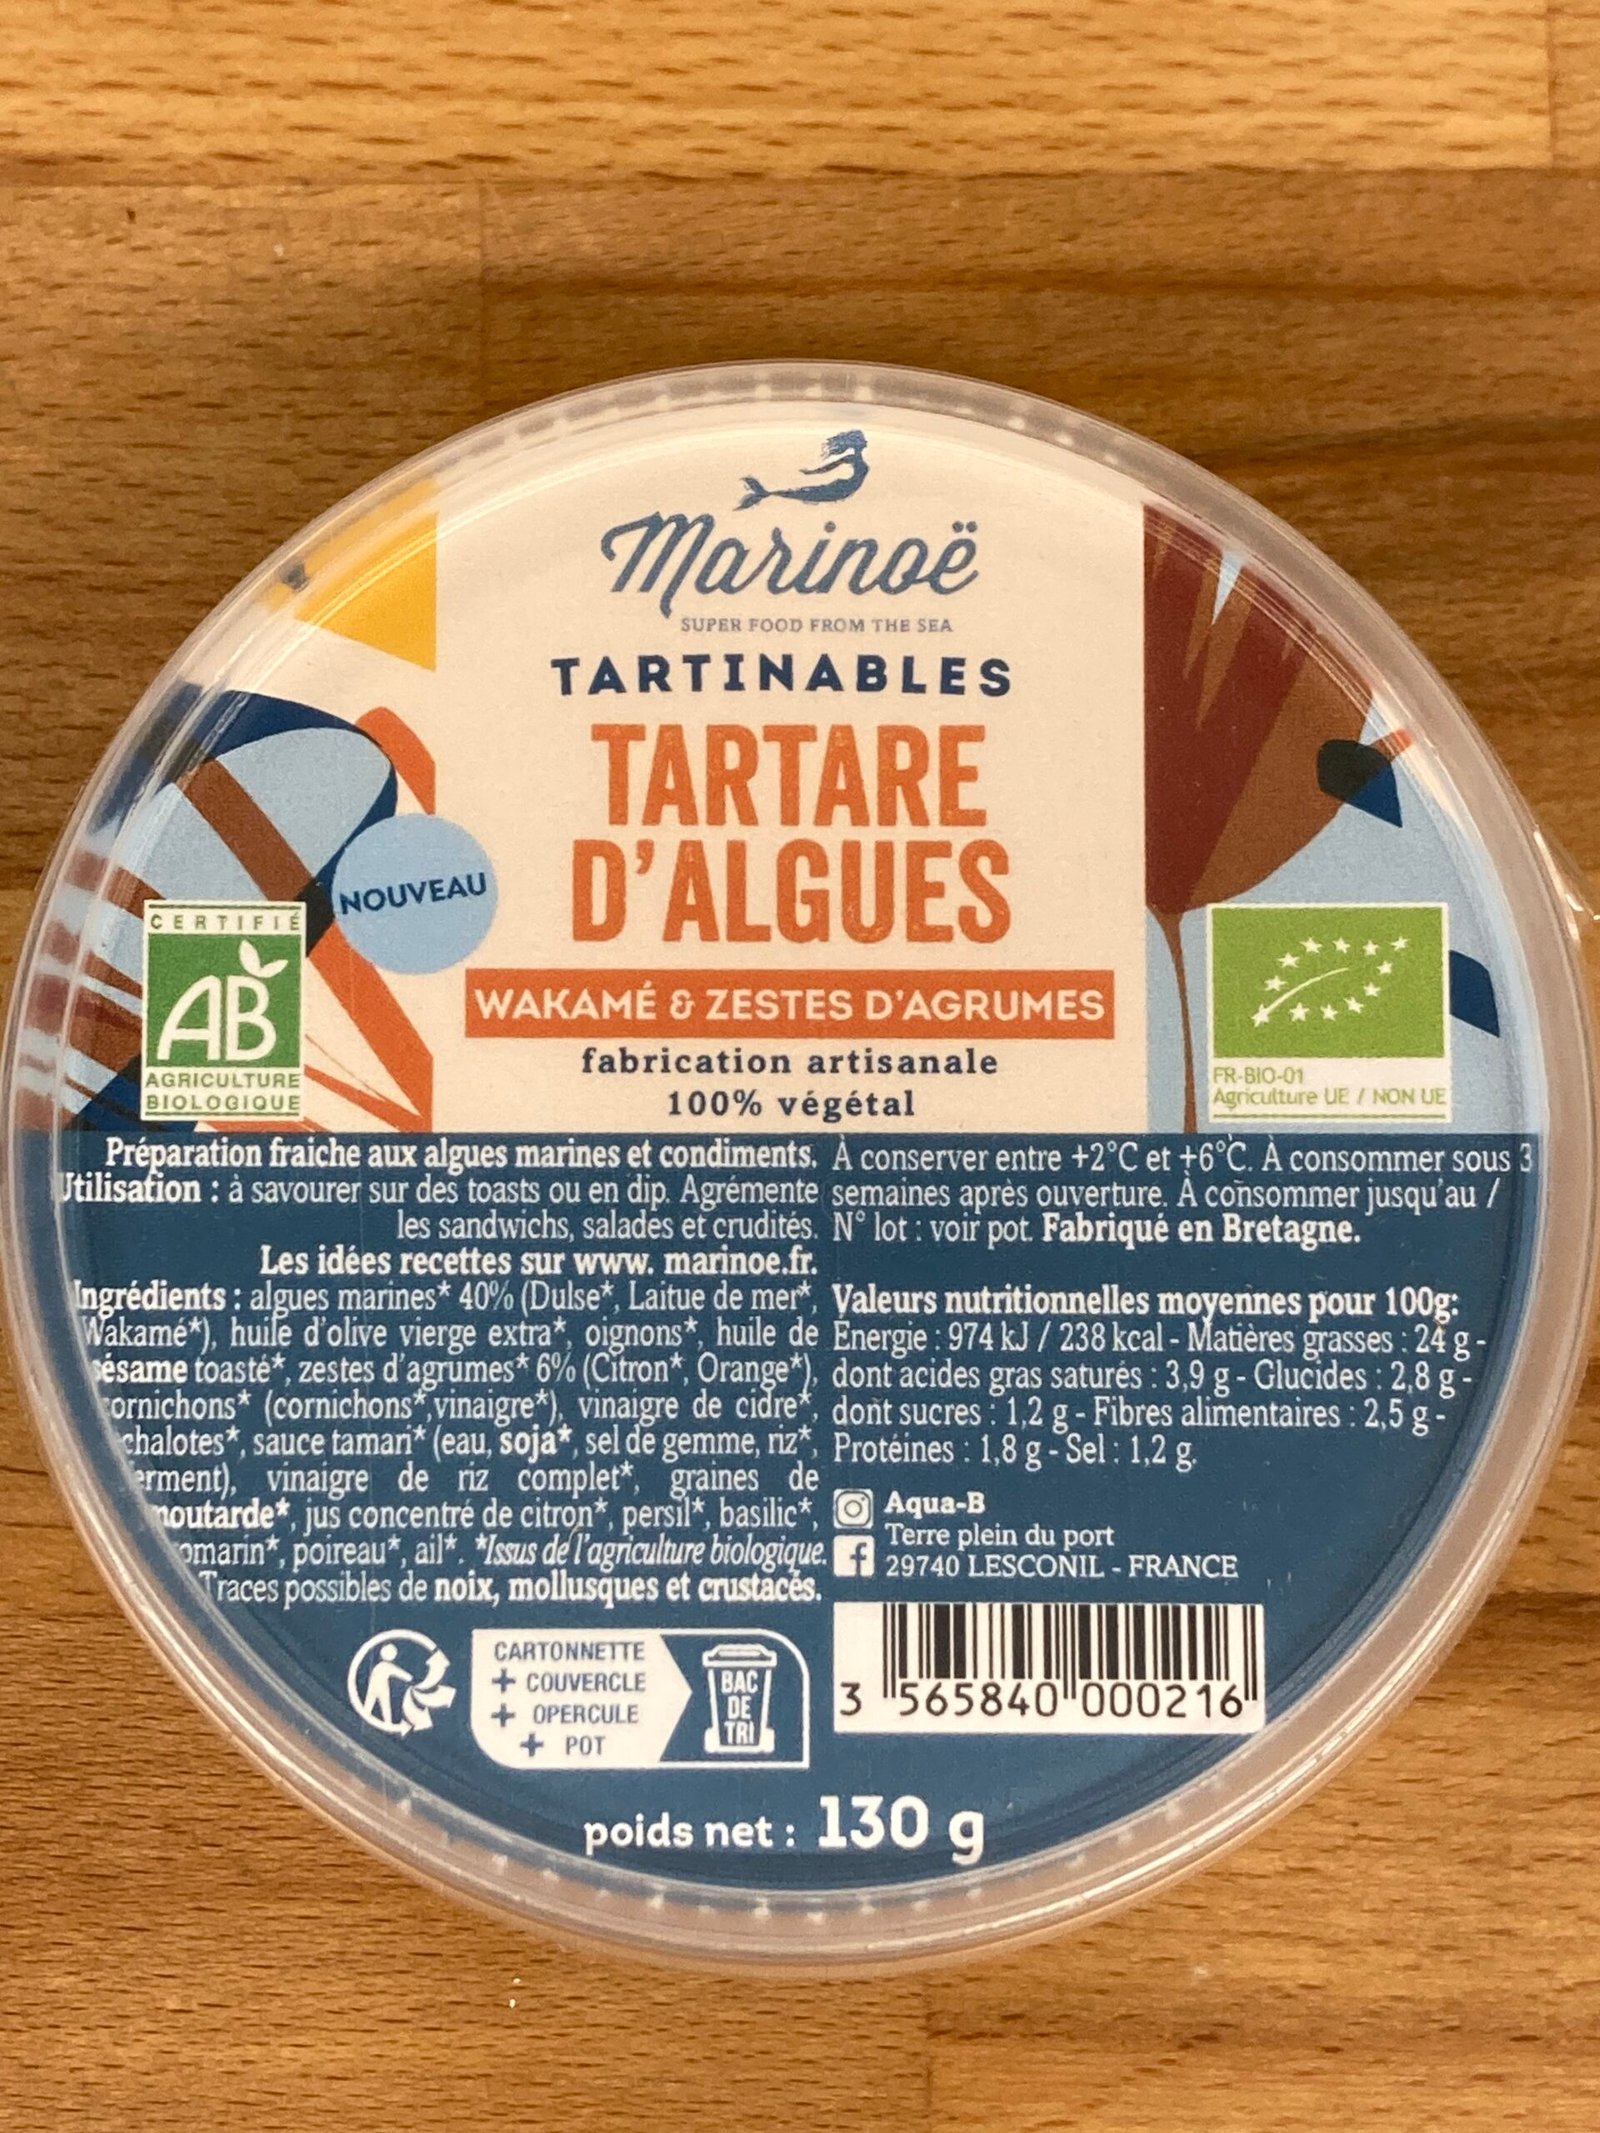 Marinoë
SUPER FOOD FROM THE SEA
TARTINABLES
TARTARE
D'ALGUES
NOUVEAU
WAKAMÉ & ZESTES D'AGRUMES
fabrication artisanale
100% végétal
CERTIFIÉ
AB
AGRICULTURE
BIOLOGIQUE
FR-BIO-01
Agriculture UE / NON UE
Préparation fraiche aux algues marines et condiments.
Utilisation : à savourer sur des toasts ou en dip. Agrémente
les sandwichs, salades et crudités.
Les idées recettes sur www. marinoe.fr.
Ingrédients : algues marines* 40% (Dulse*, Laitue de mer*,
Wakamé*), huile d'olive vierge extra*, oignons*, huile de
sésame toasté*, zestes d'agrumes* 6% (Citron*, Orange*),
cornichons* (cornichons*,vinaigre*), vinaigre de cidre*,
chalotes*, sauce tamari* (eau, soja*, sel de gemme, riz*,
erment), vinaigre de riz complet*, graines de
moutarde*, jus concentré de citron*, persil*, basilic*,
omarin*, poireau*, ail*. *Issus de l'agriculture biologique.
Traces possibles de noix, mollusques et crustacés.
À conserver entre +2°C et +6°C. À consommer sous 3
semaines après ouverture. À consommer jusqu'au /
N° lot : voir pot. Fabriqué en Bretagne.
Valeurs nutritionnelles moyennes pour 100g:
Énergie : 974 kJ / 238 kcal - Matières grasses : 24 g -
dont acides gras saturés : 3,9 g - Glucides : 2,8 g -
dont sucres : 1,2 g - Fibres alimentaires : 2,5 g -
Protéines : 1,8 g - Sel : 1,2 g.
Aqua-B
Terre plein du port
29740 LESCONIL - FRANCE
CARTONNETTE
+ COUVERCLE
+ OPERCULE
+ POT
BAC
DE
TRI
3 565840 000216
poids net : 130 g